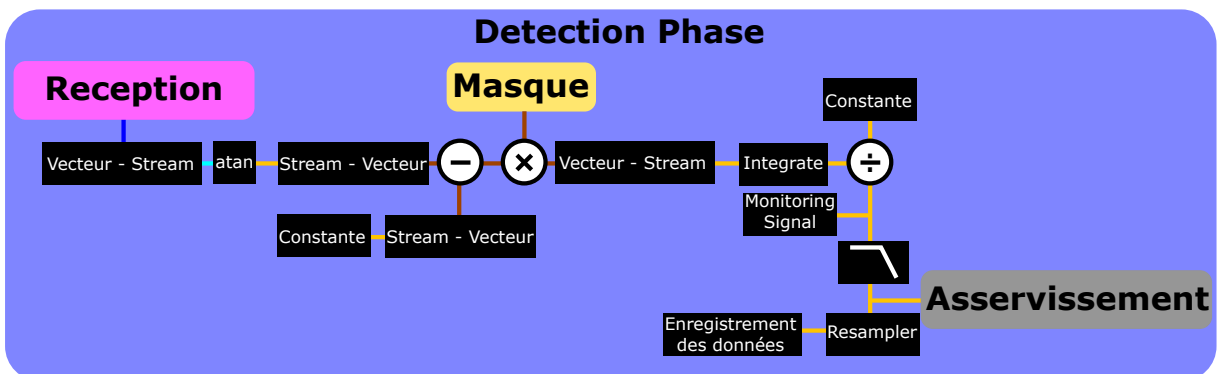 Detection Phase
Reception
Masque
Constante
Vecteur - Stream
atan
Stream - Vecteur
−
×
Vecteur - Stream
Integrate
÷
Monitoring
Signal
Constante
Stream - Vecteur
Asservissement
Enregistrement
des données
Resampler